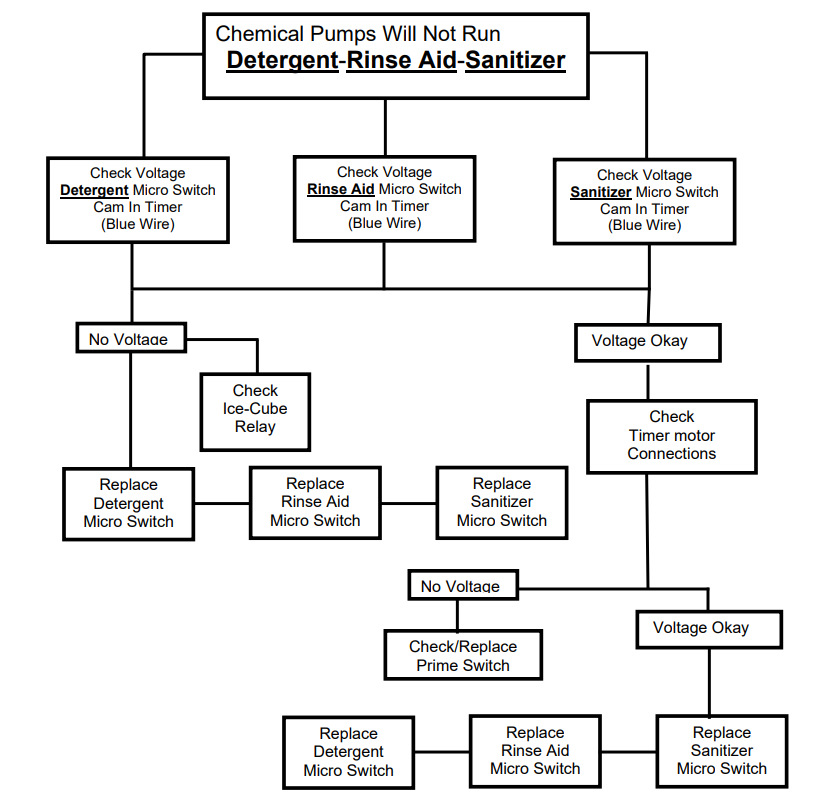 Chemical Pumps Will Not Run
Detergent-Rinse Aid-Sanitizer
Check Voltage
Detergent Micro Switch
Cam In Timer
(Blue Wire)
Check Voltage
Rinse Aid Micro Switch
Cam In Timer
(Blue Wire)
Check Voltage
Sanitizer Micro Switch
Cam In Timer
(Blue Wire)
No Voltage
Voltage Okay
Check
Ice-Cube
Relay
Check
Timer motor
Connections
Replace
Detergent
Micro Switch
Replace
Rinse Aid
Micro Switch
Replace
Sanitizer
Micro Switch
No Voltage
Voltage Okay
Check/Replace
Prime Switch
Replace
Detergent
Micro Switch
Replace
Rinse Aid
Micro Switch
Replace
Sanitizer
Micro Switch